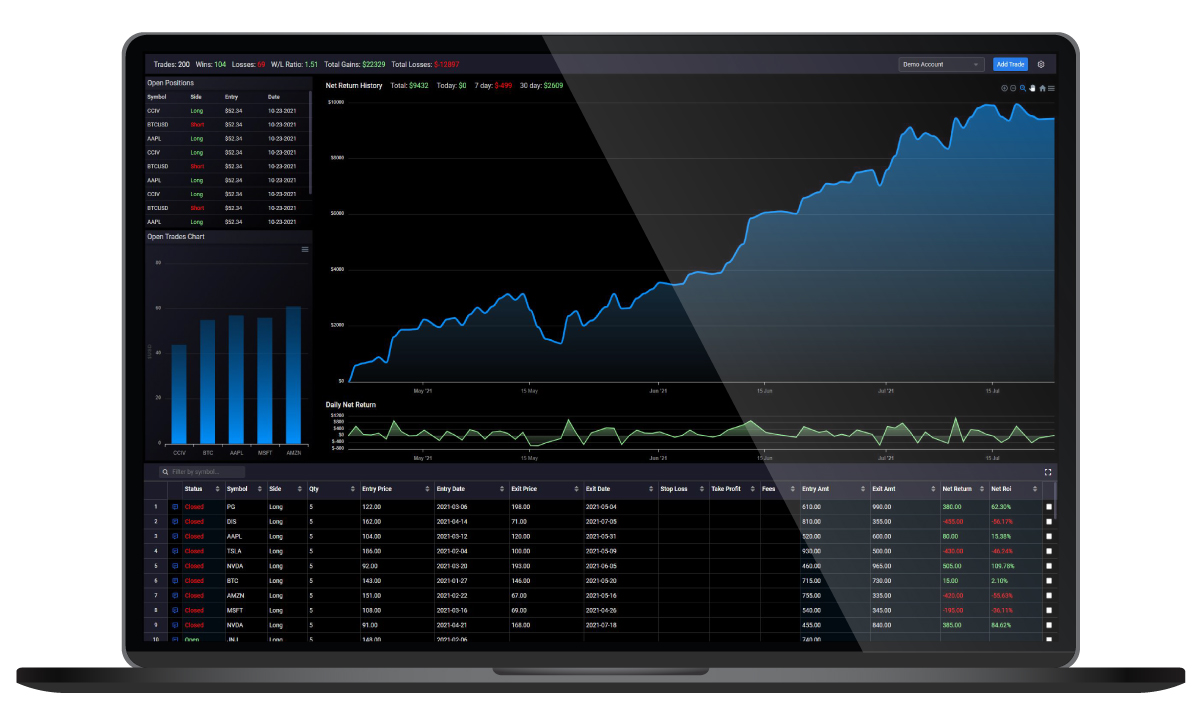 Trades: 200 Wins: 104 Losses: 69 W/L Ratio: 1.51 Total Gains: $22329 Total Losses: $-12897
Demo Account
Add Trade
Open Positions
Symbol Side Entry Date
CCIV Long $62.34 10-23-2021
BTCUSD Short $52.34 10-23-2021
AAPL Long $52.34 10-23-2021
CCIV Long $52.34 10-23-2021
BTCUSD Short $52.34 10-23-2021
AAPL Long $52.34 10-23-2021
CCIV Long $52.34 10-23-2021
BTCUSD Short $52.34 10-23-2021
AAPL Long $52.34 10-23-2021
Open Trades Chart
80
60
40
20
0
CCIV BTC AAPL MSFT AMZN
Net Return History Total: $9432 Today: $0 7 day: $-499 30 day: $2609
$10000
$8000
$6000
$4000
$2000
$0
May '21 15 May Jun '21 15 Jun Jul '21 15 Jul
Daily Net Return
$1200
$800
$400
$0
$-400
$-800
May '21 15 May Jun '21 15 Jun Jul '21 15 Jul
Filter by symbol...
Status Symbol Side Qty Entry Price Entry Date Exit Price Exit Date Stop Loss Take Profit Fees Entry Amt Exit Amt Net Return Net Roi
1 Closed PG Long 5 122.00 2021-03-06 198.00 2021-05-04 610.00 990.00 380.00 62.30%
2 Closed DIS Long 5 162.00 2021-04-14 71.00 2021-07-05 810.00 355.00 -455.00 -56.17%
3 Closed AAPL Long 5 104.00 2021-03-12 120.00 2021-05-31 520.00 600.00 80.00 15.38%
4 Closed TSLA Long 5 186.00 2021-02-04 100.00 2021-05-09 930.00 500.00 -430.00 -46.24%
5 Closed NVDA Long 5 92.00 2021-03-20 193.00 2021-06-05 460.00 965.00 505.00 109.78%
6 Closed BTC Long 5 143.00 2021-01-27 146.00 2021-05-20 715.00 730.00 15.00 2.10%
7 Closed AMZN Long 5 151.00 2021-02-22 67.00 2021-05-16 755.00 335.00 -420.00 -55.63%
8 Closed MSFT Long 5 108.00 2021-03-16 69.00 2021-04-26 540.00 345.00 -195.00 -36.11%
9 Closed NVDA Long 5 91.00 2021-04-21 168.00 2021-07-18 455.00 840.00 385.00 84.62%
10 Open JNJ Long 5 148.00 2021-02-06 740.00